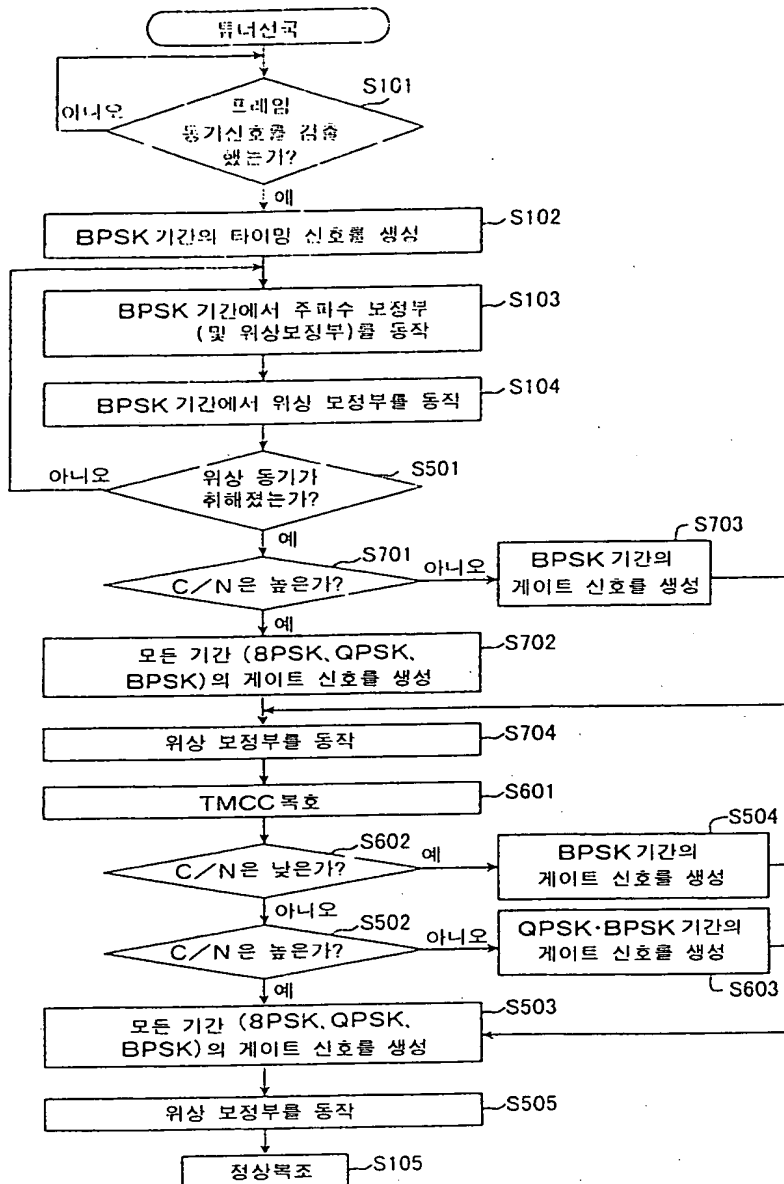 튜너선국
S101
아니오
프레임
동기신호를 검출
했는가?
예
S102
BPSK 기간의 타이밍 신호를 생성
S103
BPSK 기간에서 주파수 보정부
(및 위상보정부)를 동작
S104
BPSK 기간에서 위상 보정부를 동작
S501
아니오
위상 동기가
취해졌는가?
예
S701
C/N은 높은가?
아니오
S703
BPSK 기간의
게이트 신호를 생성
예
S702
모든 기간 (8PSK, QPSK,
BPSK)의 게이트 신호를 생성
위상 보정부를 동작
S704
TMCC 복호
S601
S602
C/N은 낮은가?
예
S504
BPSK 기간의
게이트 신호를 생성
아니오
S502
C/N은 높은가?
아니오
QPSK·BPSK 기간의
게이트 신호를 생성
S603
예
S503
모든 기간 (8PSK, QPSK,
BPSK)의 게이트 신호를 생성
위상 보정부를 동작
S505
정상복조
S105